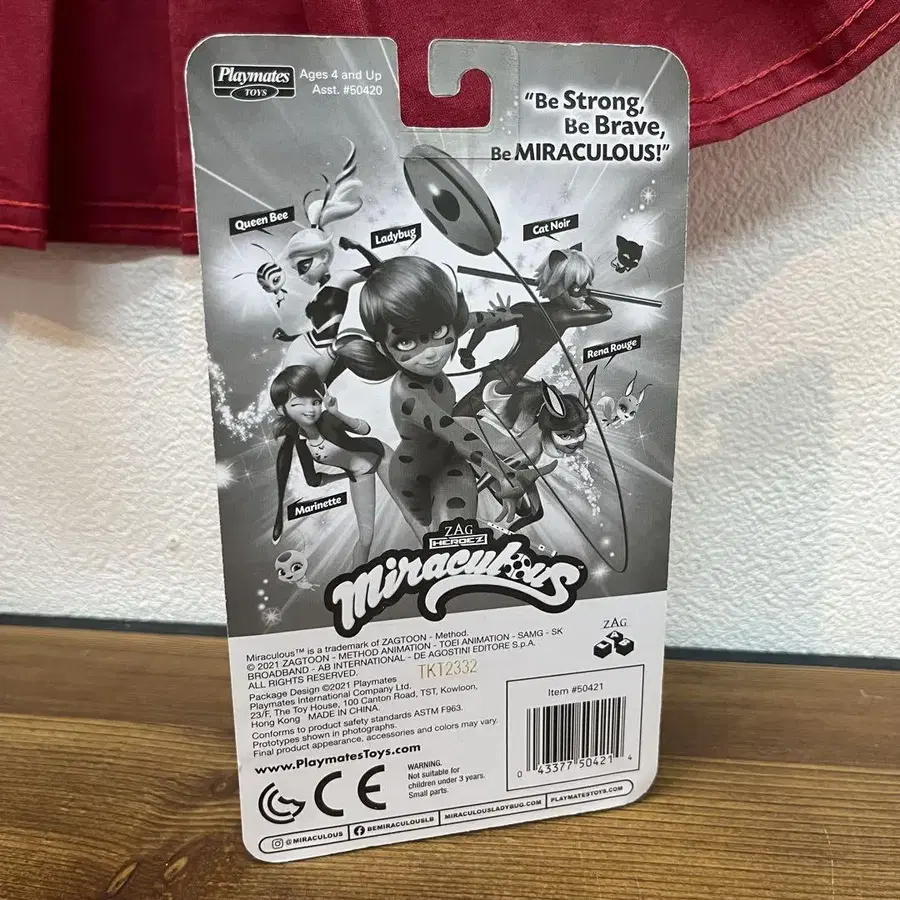 Playmates
TOYS
Ages 4 and Up
Asst. #50420
“Be Strong,
Be Brave,
Be MIRACULOUS!”
Queen Bee
Ladybug
Cat Noir
Rena Rouge
Marinette
ZAG
HEROEZ
Miraculous
Miraculous™ is a trademark of ZAGTOON - Method.
© 2021 ZAGTOON - METHOD ANIMATION - TOEI ANIMATION - SAMG - SK
BROADBAND - AB INTERNATIONAL - DE AGOSTINI EDITORE S.p.A.
ALL RIGHTS RESERVED.
TKT2332
Package Design ©2021 Playmates
Playmates International Company Ltd.
23/F, The Toy House, 100 Canton Road, TST, Kowloon,
Hong Kong MADE IN CHINA.
Conforms to product safety standards ASTM F963.
Prototypes shown in photographs.
Final product appearance, accessories and colors may vary.
www.PlaymatesToys.com
CE
WARNING.
Not suitable for
children under 3 years.
Small parts.
ZAG
Item #50421
0 43377 50421 4
@MIRACULOUS
BEMIRACULOUSLB
MIRACULOUSLADYBUG.COM
PLAYMATESTOYS.COM